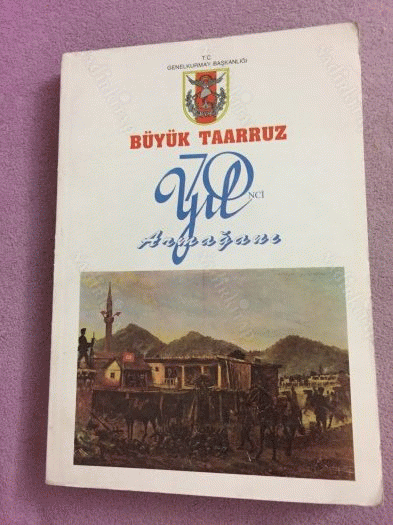 T.C.
GENELKURMAY BAŞKANLIĞI
BÜYÜK TAARRUZ
70
NCİ
Yıl
Armağanı